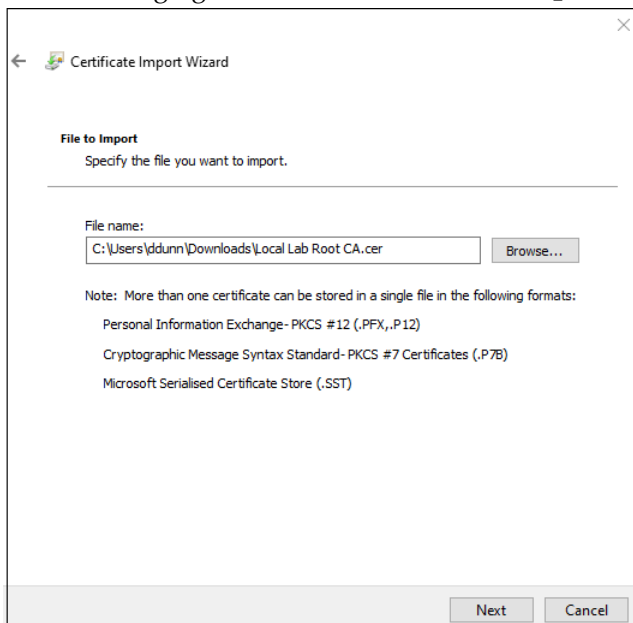 Certificate Import Wizard
File to Import
Specify the file you want to import.
File name:
C:\Users\ddunn\Downloads\Local Lab Root CA.cer
Browse...
Note: More than one certificate can be stored in a single file in the following formats:
Personal Information Exchange- PKCS #12 (.PFX,.P12)
Cryptographic Message Syntax Standard- PKCS #7 Certificates (.P7B)
Microsoft Serialised Certificate Store (.SST)
Next
Cancel